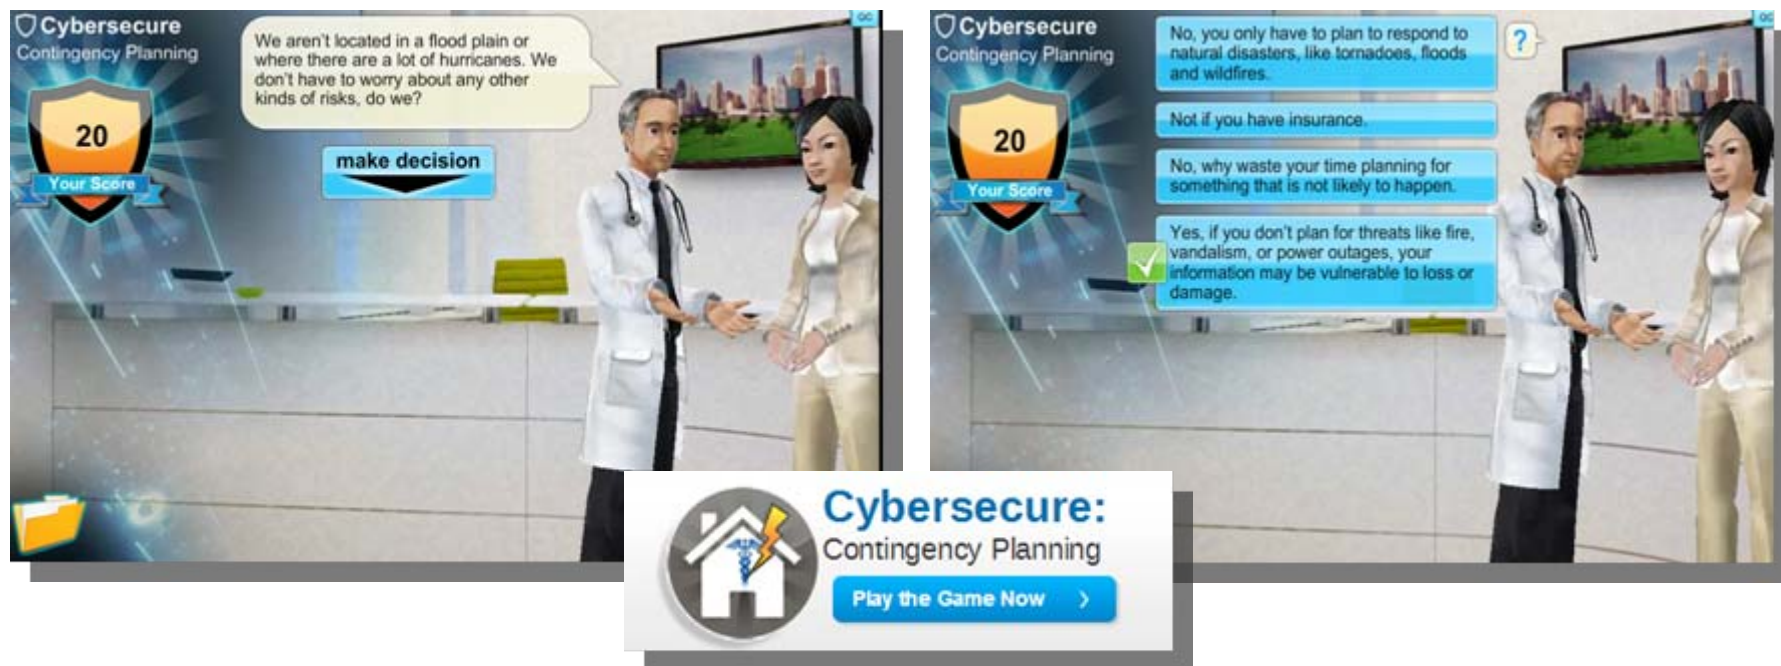 Cybersecure
Contingency Planning
20
Your Score
We aren't located in a flood plain or
where there are a lot of hurricanes. We
don't have to worry about any other
kinds of risks, do we?
make decision
QC
Cybersecure
Contingency Planning
20
Your Score
No, you only have to plan to respond to
natural disasters, like tornadoes, floods
and wildfires.
Not if you have insurance.
No, why waste your time planning for
something that is not likely to happen.
Yes, if you don't plan for threats like fire,
vandalism, or power outages, your
information may be vulnerable to loss or
damage.
?
QC
Cybersecure:
Contingency Planning
Play the Game Now